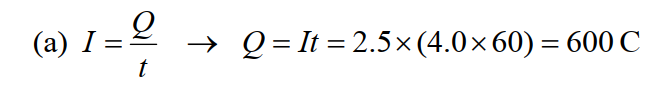 (a) I = Q/t → Q = It = 2.5×(4.0×60) = 600 C